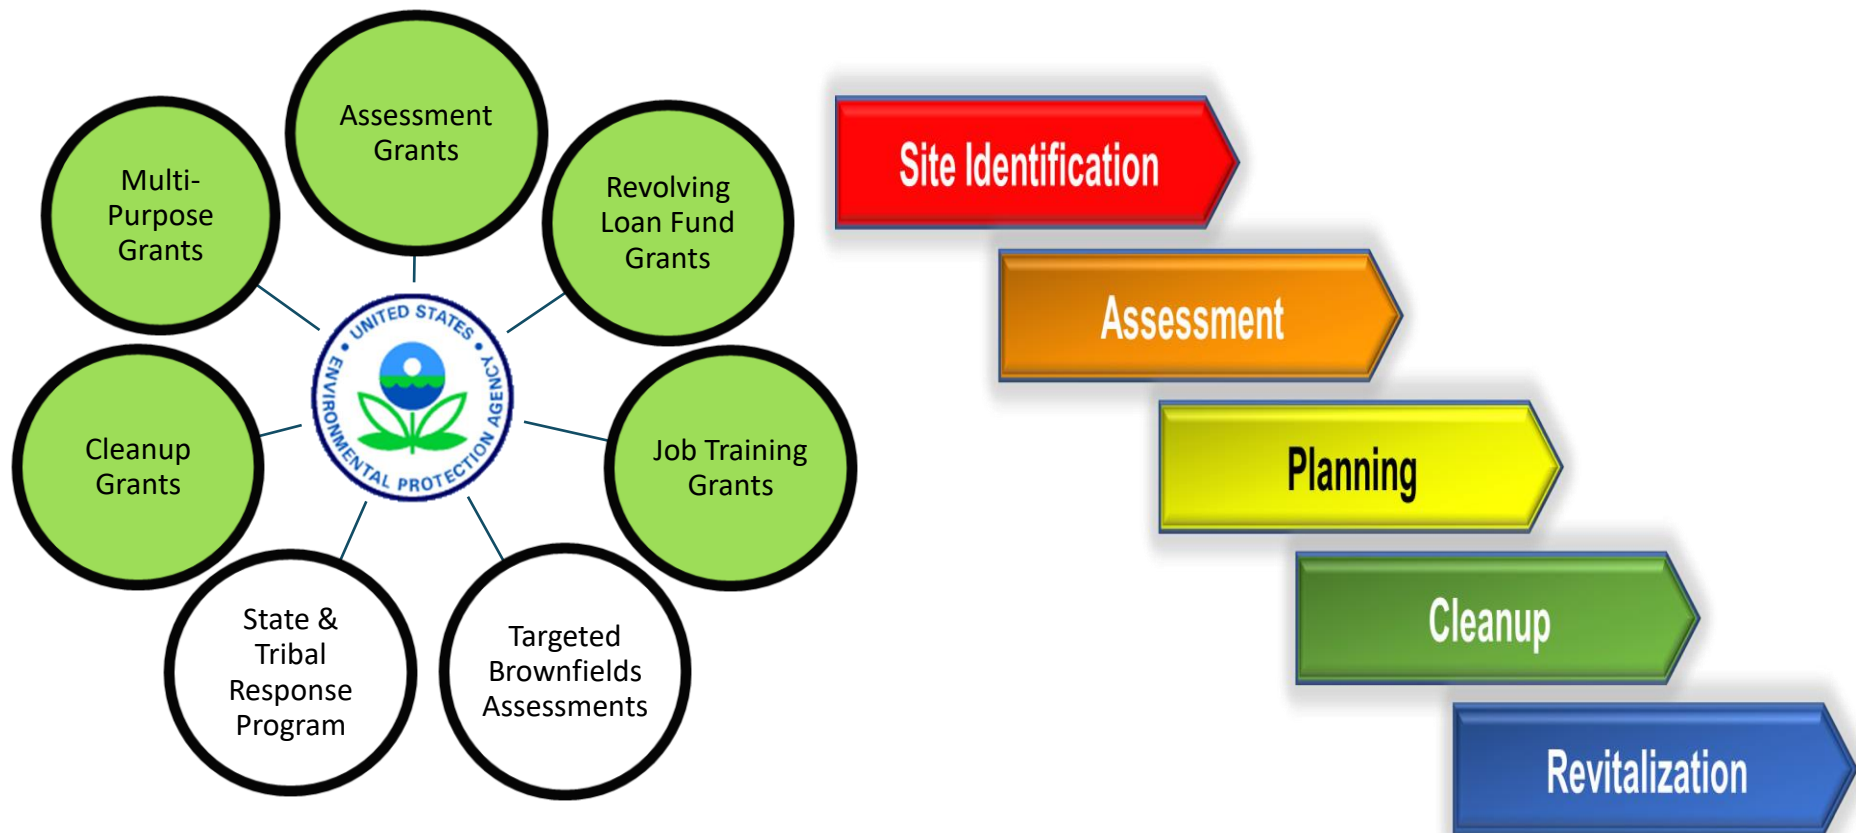 Assessment
Grants
Multi-
Purpose
Grants
Revolving
Loan Fund
Grants
UNITED STATES
ENVIRONMENTAL PROTECTION AGENCY
Cleanup
Grants
Job Training
Grants
State &
Tribal
Response
Program
Targeted
Brownfields
Assessments
Site Identification
Assessment
Planning
Cleanup
Revitalization